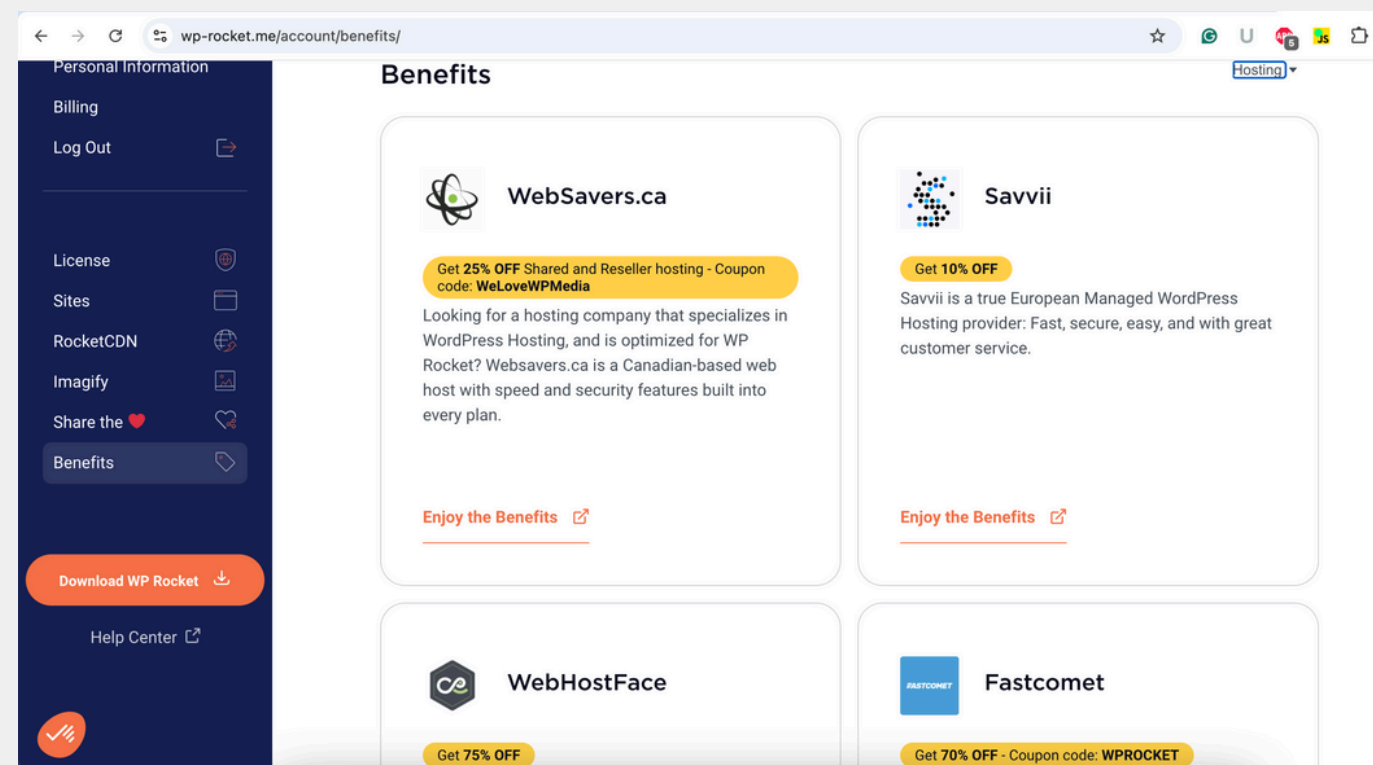 wp-rocket.me/account/benefits/
U
5
JS
Personal Information
Billing
Log Out
License
Sites
RocketCDN
Imagify
Share the
Benefits
Download WP Rocket
Help Center
Benefits
Hosting
WebSavers.ca
Get 25% OFF Shared and Reseller hosting - Coupon
code: WeLoveWPMedia
Looking for a hosting company that specializes in
WordPress Hosting, and is optimized for WP
Rocket? Websavers.ca is a Canadian-based web
host with speed and security features built into
every plan.
Enjoy the Benefits
Savvii
Get 10% OFF
Savvii is a true European Managed WordPress
Hosting provider: Fast, secure, easy, and with great
customer service.
Enjoy the Benefits
WebHostFace
Get 75% OFF
FASTCOMET
Fastcomet
Get 70% OFF - Coupon code: WPROCKET